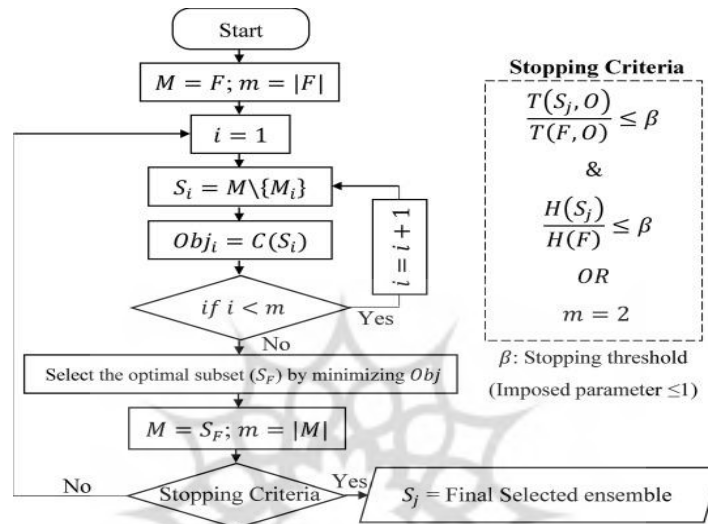 Start
M = F; m = |F|
i = 1
S_i = M\{M_i}
Obj_i = C(S_i)
i = i + 1
if i < m
Yes
No
Select the optimal subset (S_F) by minimizing Obj
M = S_F; m = |M|
No
Stopping Criteria
Yes
S_j = Final Selected ensemble
Stopping Criteria
T(S_j, O)
T(F, O)
≤ β
&
H(S_j)
H(F)
≤ β
OR
m = 2
β: Stopping threshold
(Imposed parameter ≤1)